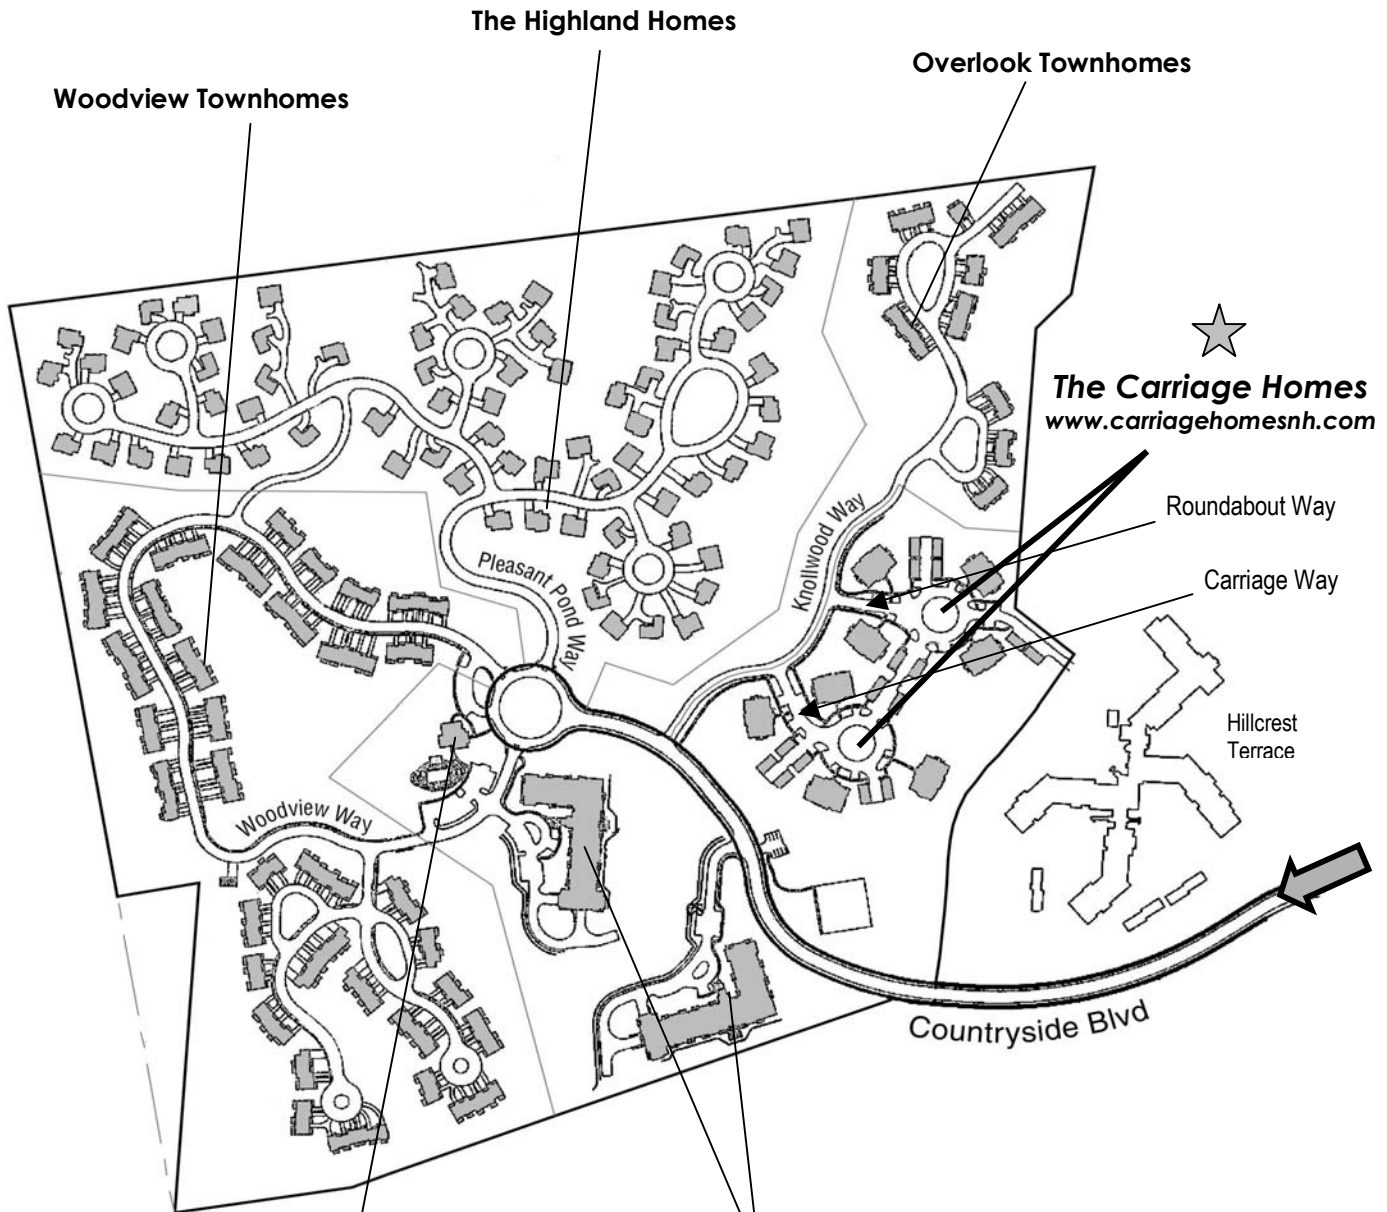 The Highland Homes
Overlook Townhomes
Woodview Townhomes
The Carriage Homes
www.carriagehomesnh.com
Roundabout Way
Knollwood Way
Pleasant Pond Way
Carriage Way
Hillcrest
Terrace
Woodview Way
Countryside Blvd